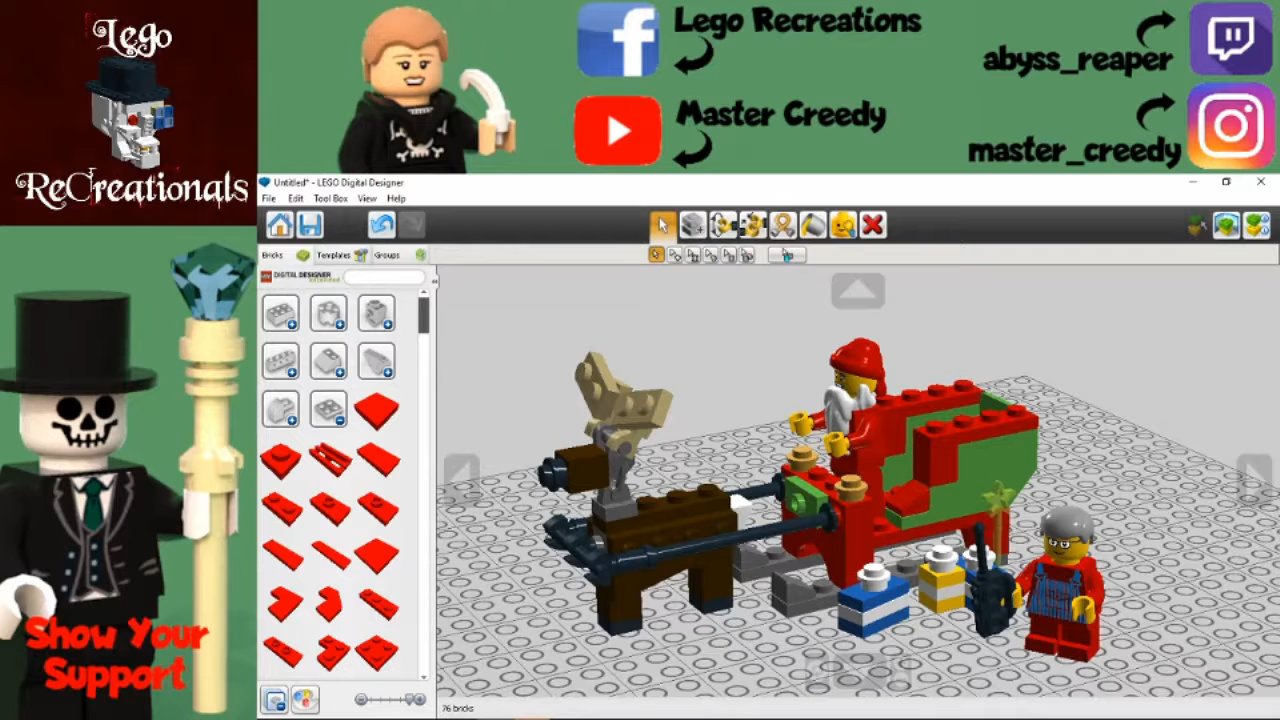 Lego
ReCreationals
Lego Recreations
Master Creedy
abyss_reaper
master_creedy
Untitled* - LEGO Digital Designer
File Edit Tool Box View Help
Bricks Templates Groups
DIGITAL DESIGNER
Show Your
Support
76 bricks